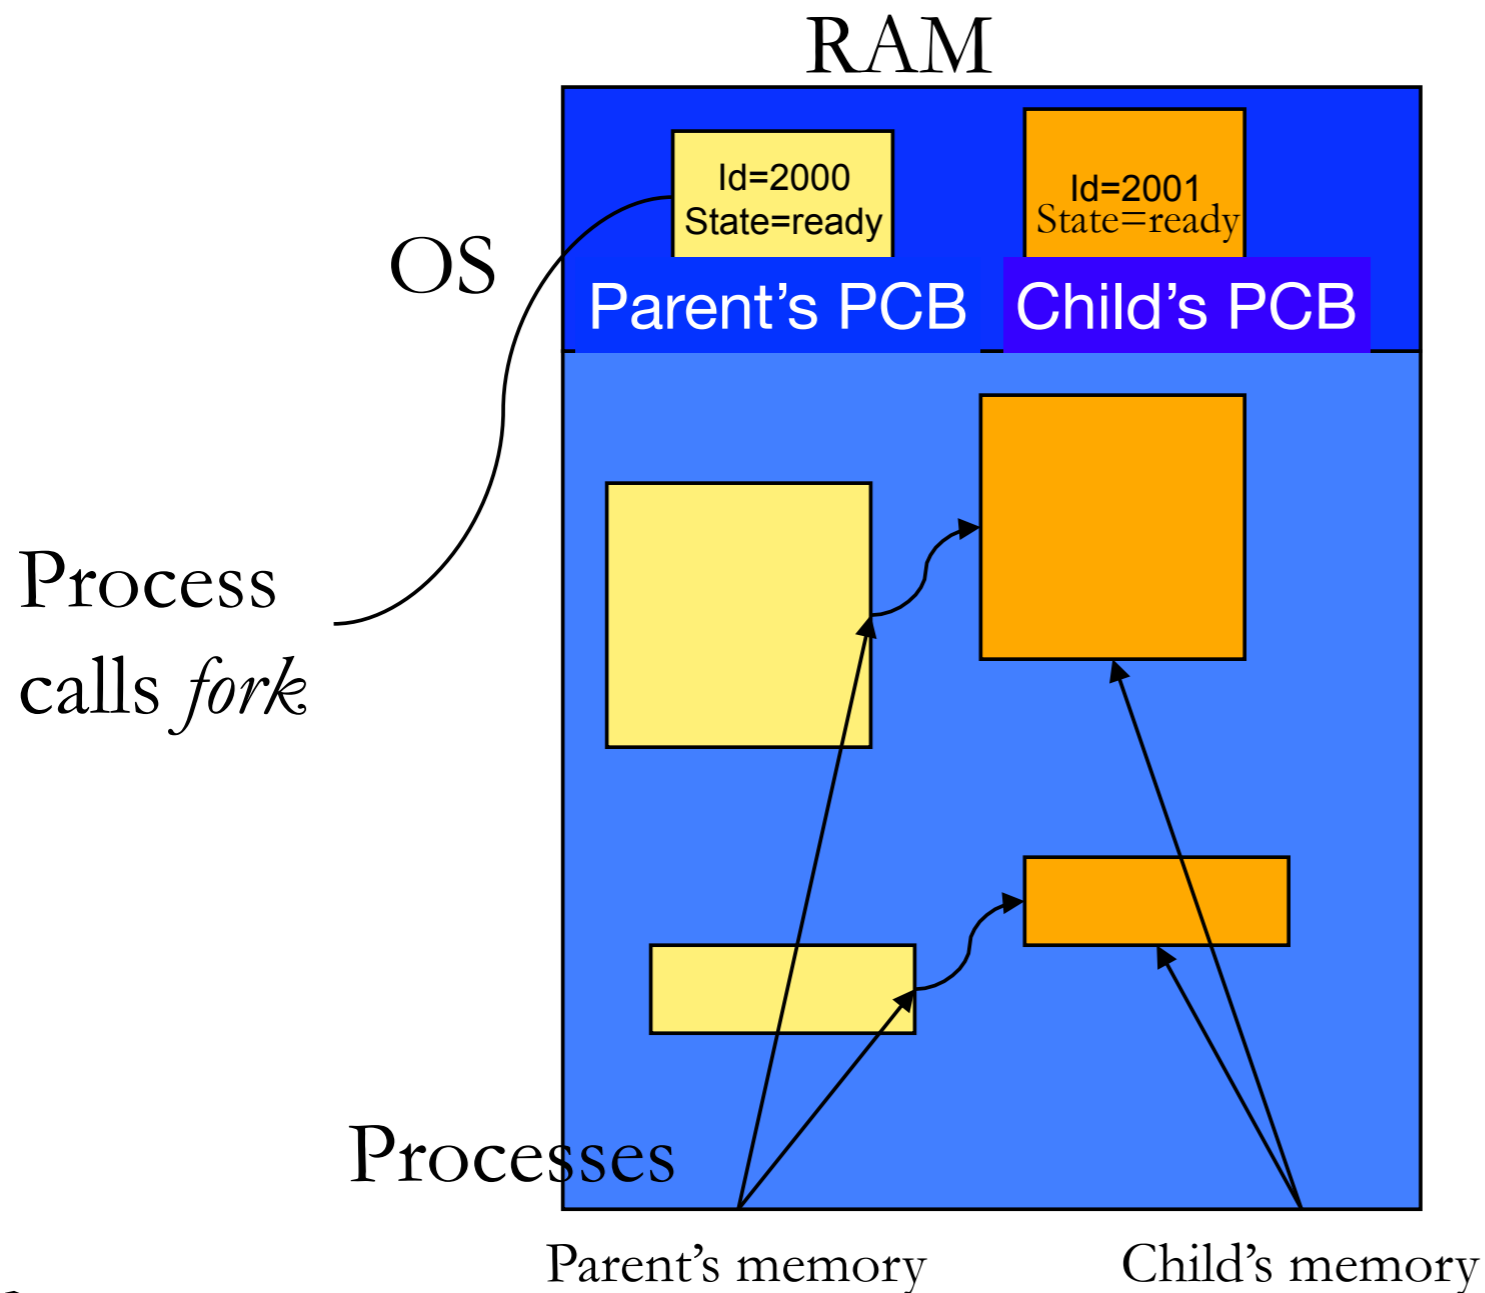 RAM
Id=2000
State=ready
Id=2001
State=ready
OS
Parent's PCB
Child's PCB
Process
calls fork
Processes
Parent's memory
Child's memory